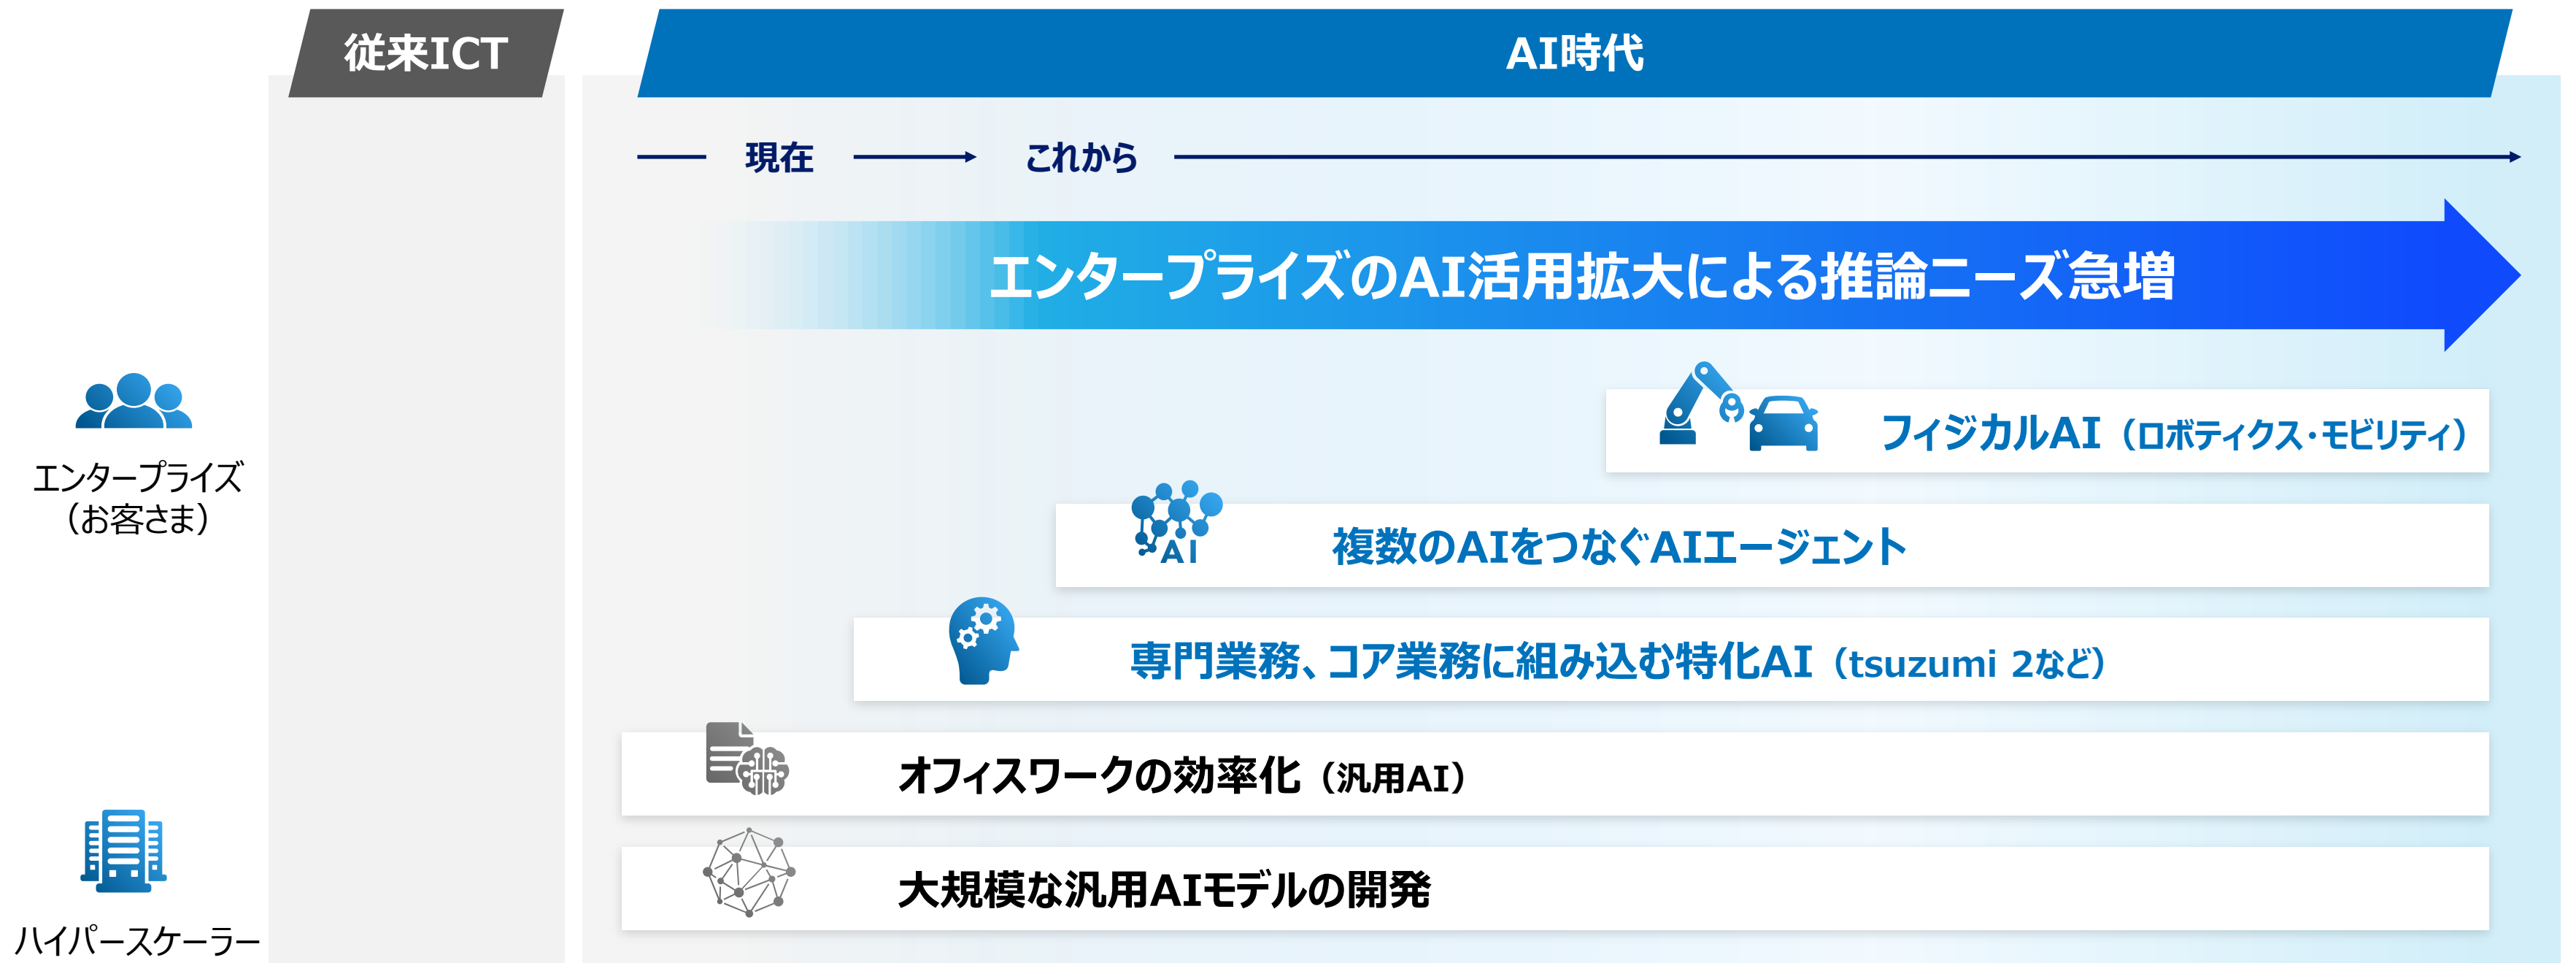 従来ICT
AI時代
現在
これから
エンタープライズのAI活用拡大による推論ニーズ急増
エンタープライズ
（お客さま）
フィジカルAI（ロボティクス・モビリティ）
AI
複数のAIをつなぐAIエージェント
専門業務、コア業務に組み込む特化AI（tsuzumi 2など）
オフィスワークの効率化（汎用AI）
ハイパースケーラー
大規模な汎用AIモデルの開発